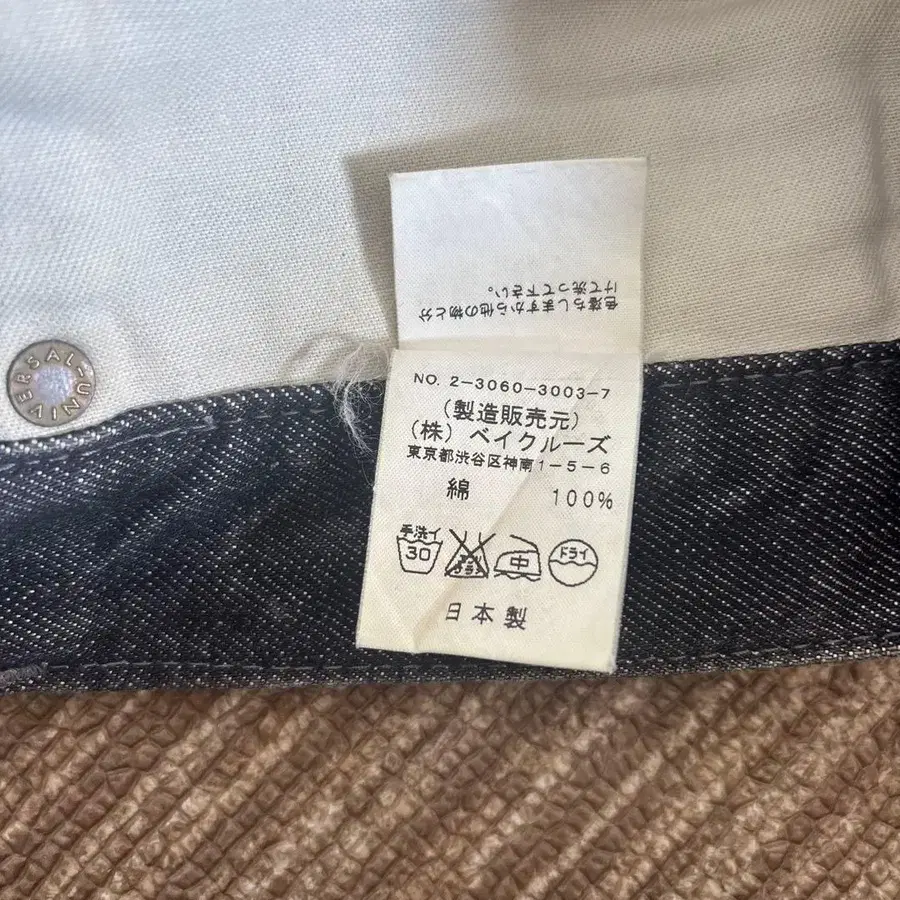 色落ちしますから他の物と分
けて洗って下さい。
NO. 2-3060-3003-7
(製造販売元)
(株) ベイクルーズ
東京都渋谷区神南1-5-6
綿 100%
手洗イ
30
中
ドライ
日本製
UNIVERSAL-